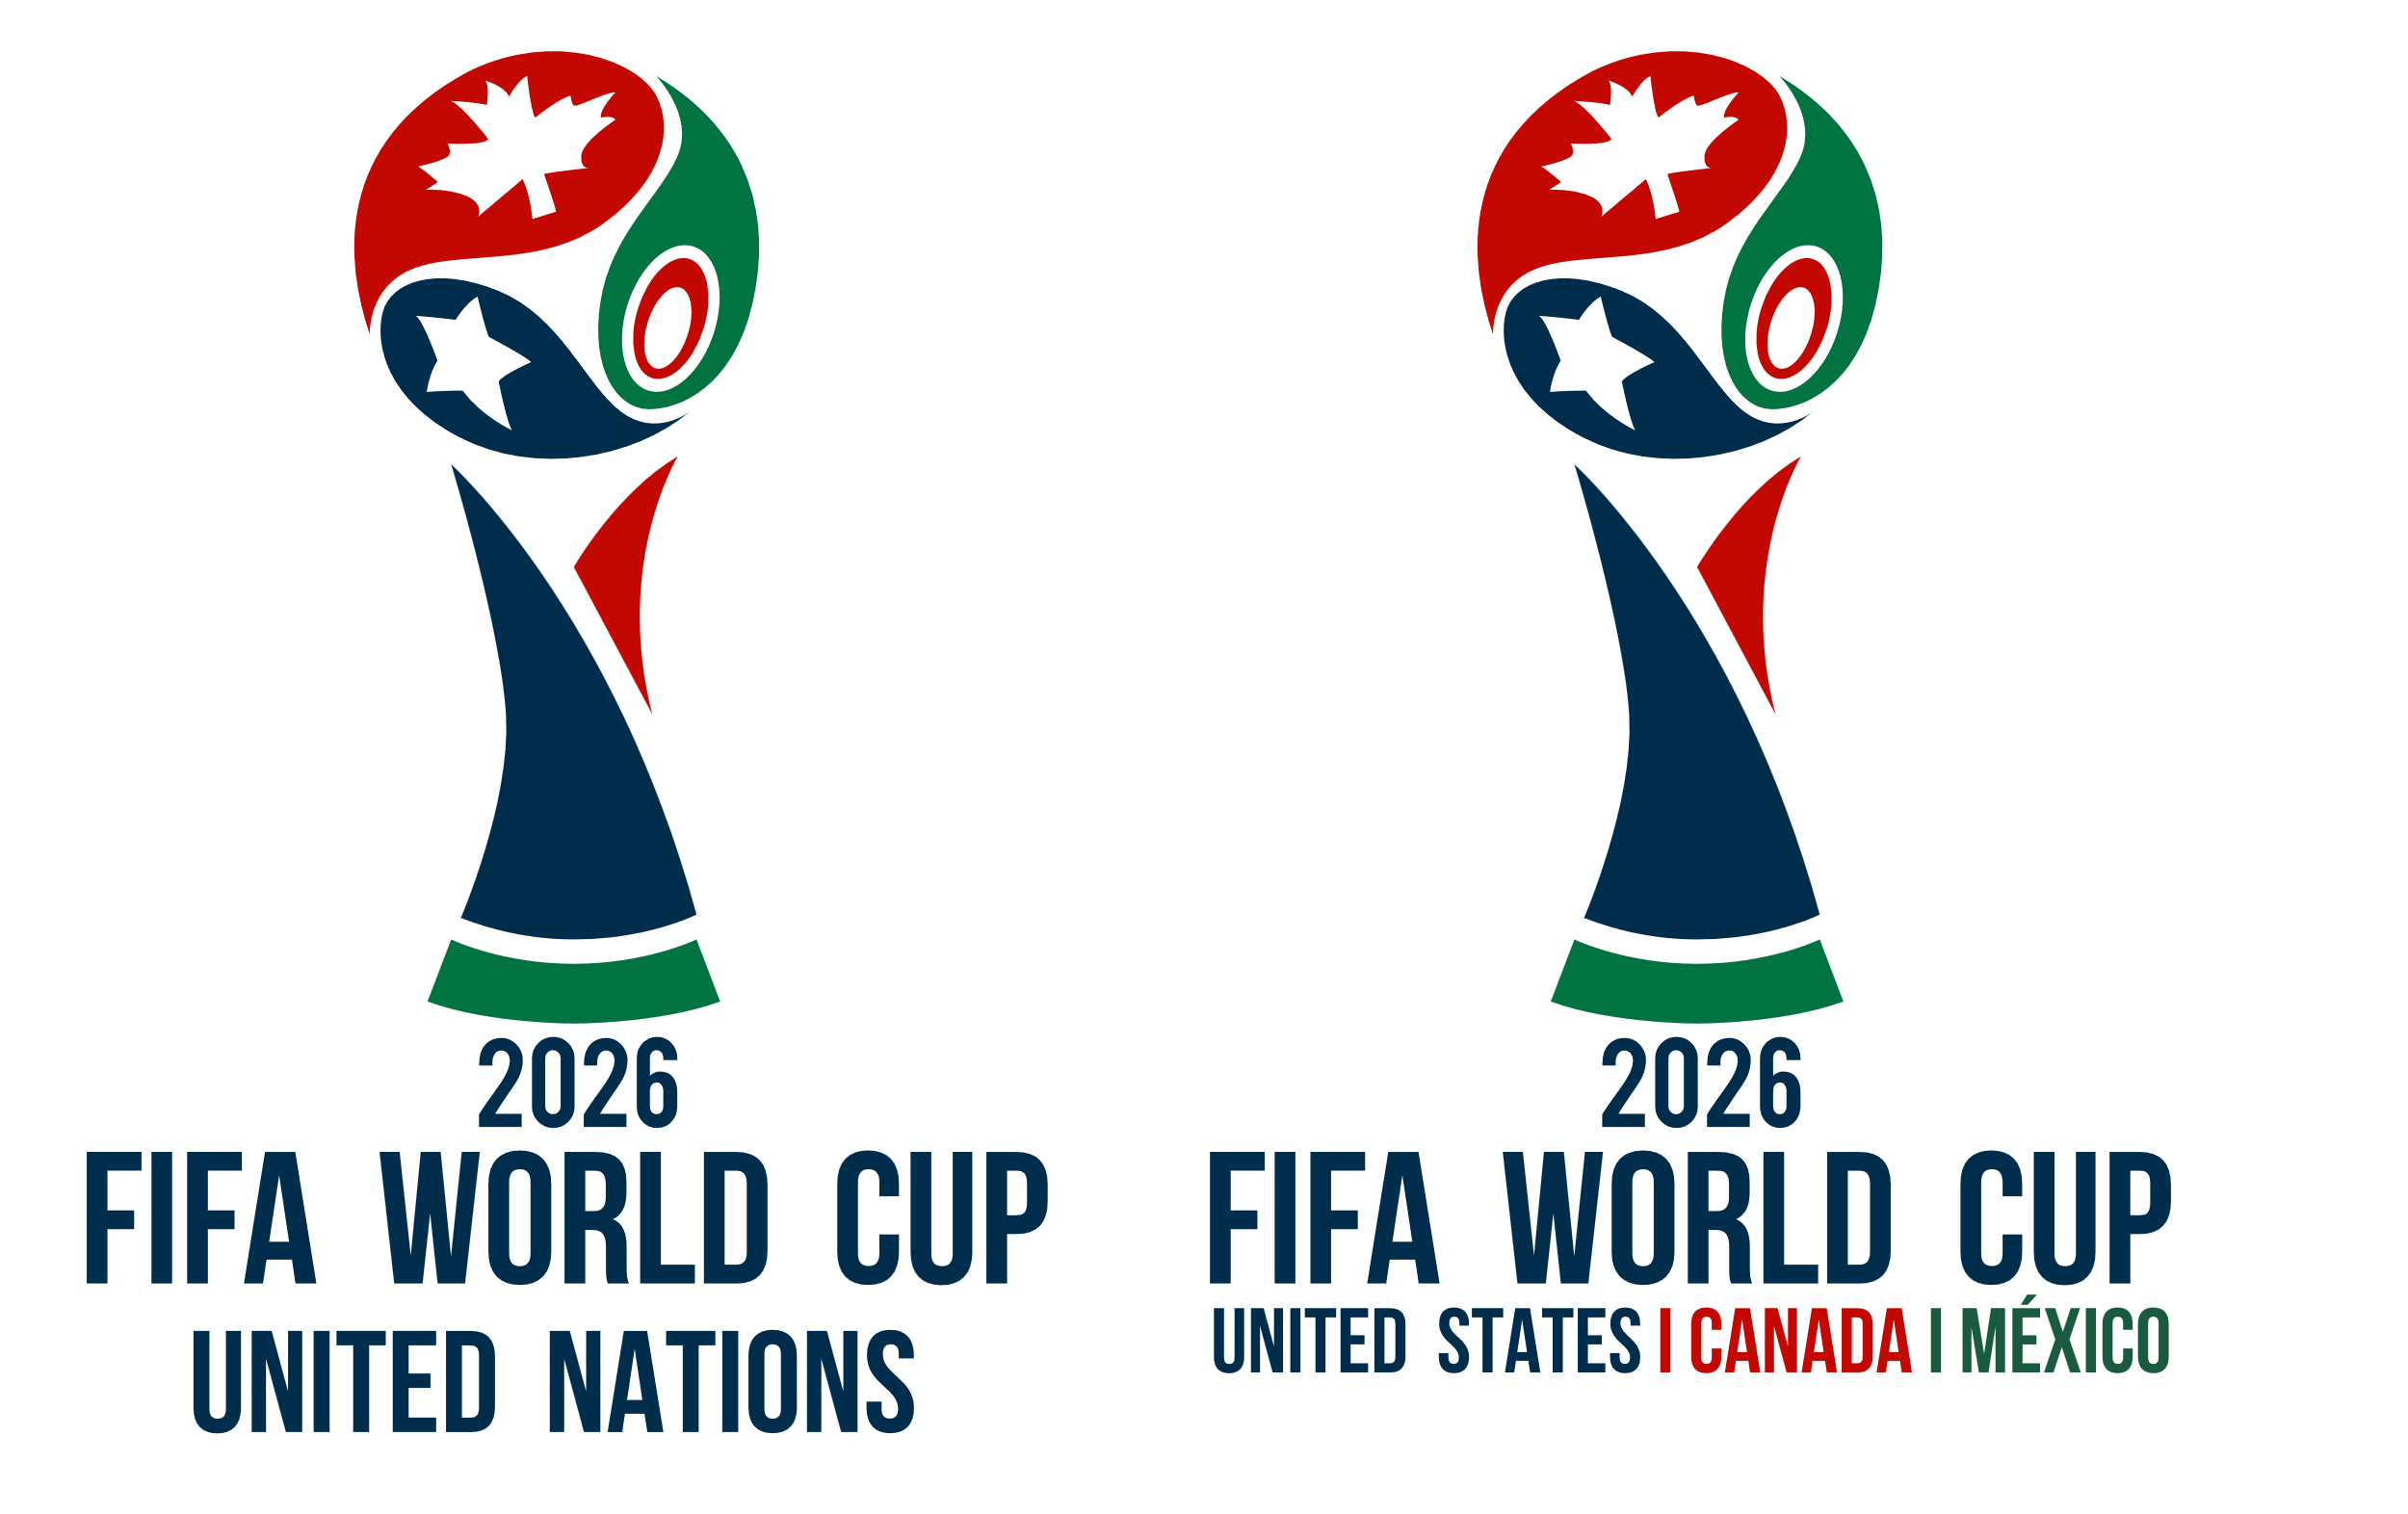 2026
FIFA WORLD CUP
UNITED NATIONS
2026
FIFA WORLD CUP
UNITED STATES I CANADA I MÉXICO